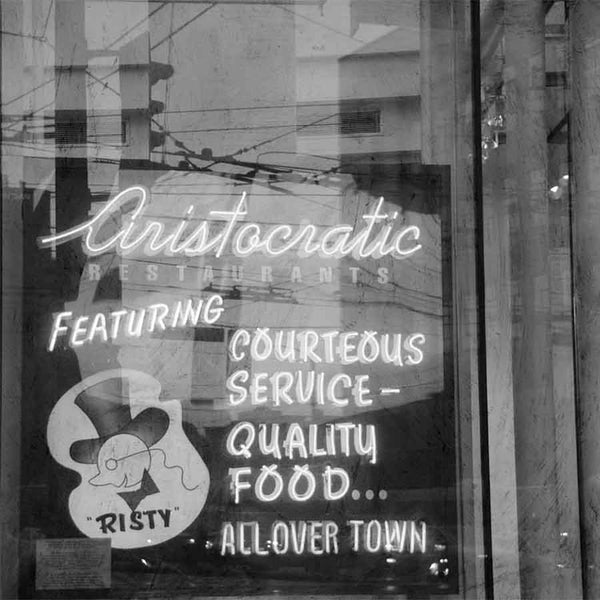 Aristocratic
RESTAURANTS
FEATURING
COURTEOUS
SERVICE –
QUALITY
FOOD...
ALLOVER TOWN
"RISTY"